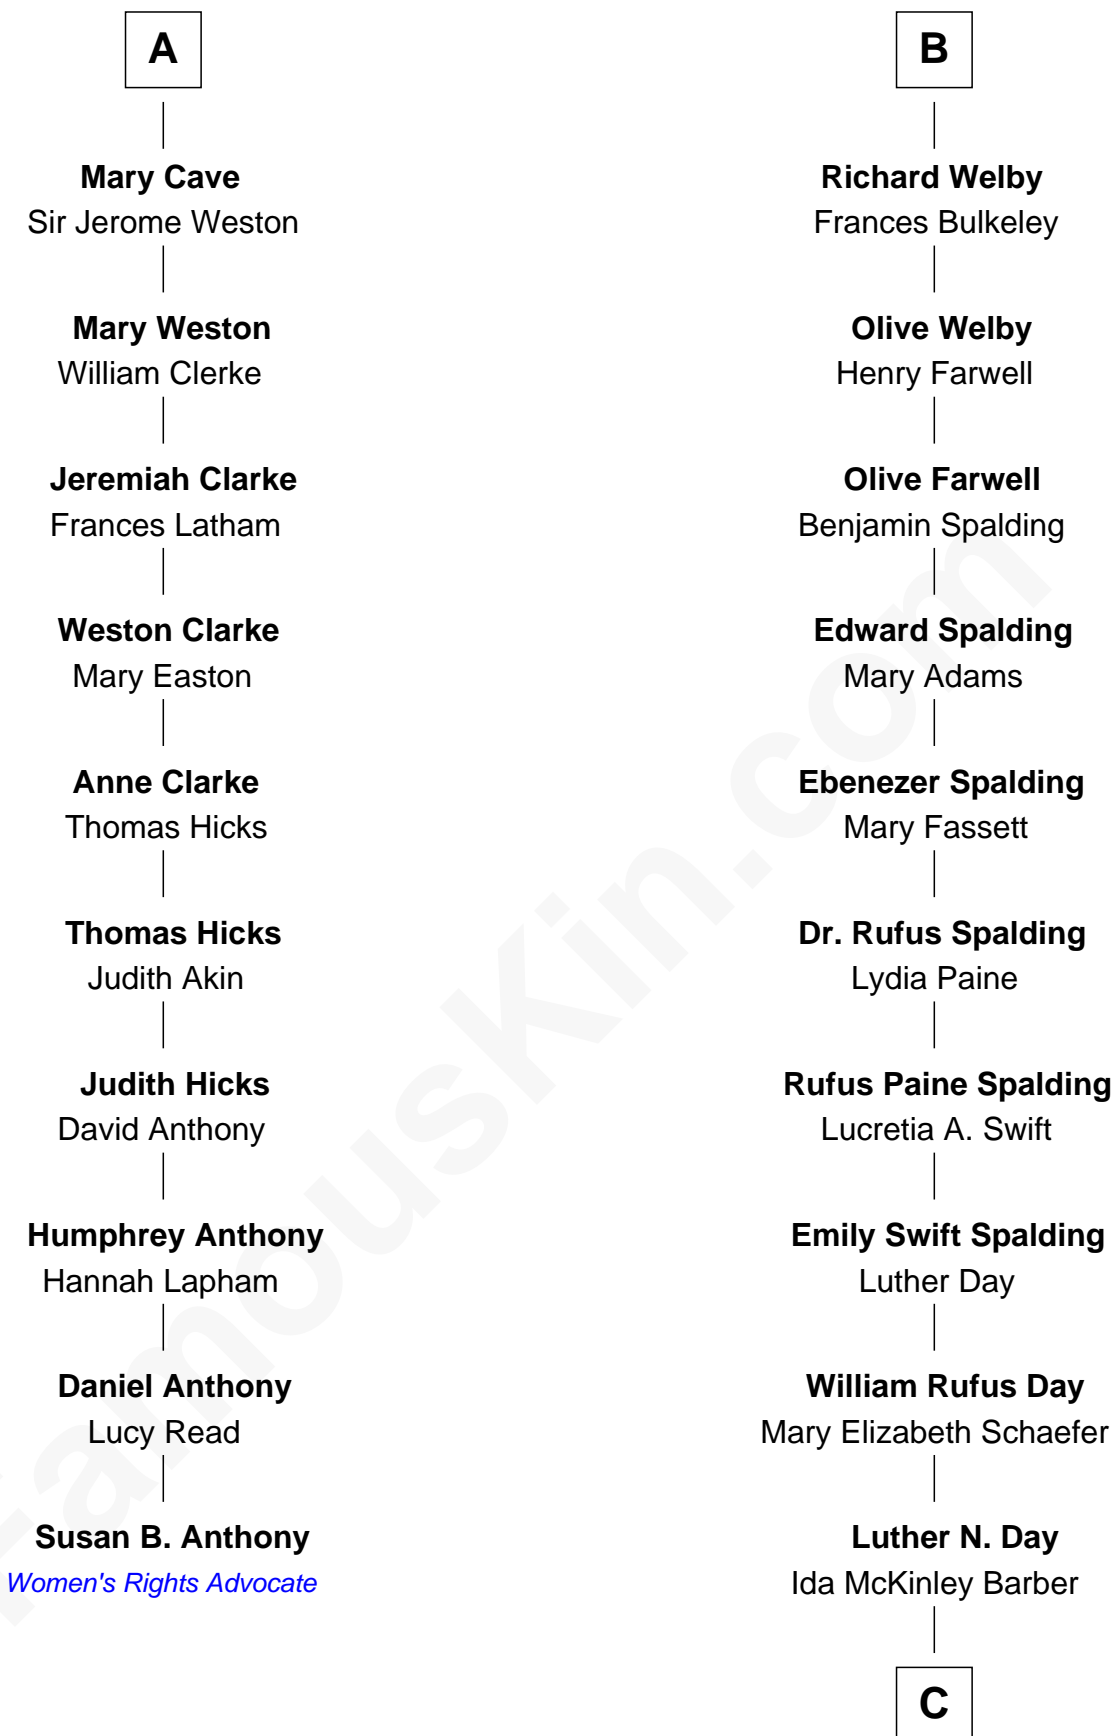 A
Mary Cave
Sir Jerome Weston
Mary Weston
William Clerke
Jeremiah Clarke
Frances Latham
Weston Clarke
Mary Easton
Anne Clarke
Thomas Hicks
Thomas Hicks
Judith Akin
Judith Hicks
David Anthony
Humphrey Anthony
Hannah Lapham
Daniel Anthony
Lucy Read
Susan B. Anthony
Women's Rights Advocate
B
Richard Welby
Frances Bulkeley
Olive Welby
Henry Farwell
Olive Farwell
Benjamin Spalding
Edward Spalding
Mary Adams
Ebenezer Spalding
Mary Fassett
Dr. Rufus Spalding
Lydia Paine
Rufus Paine Spalding
Lucretia A. Swift
Emily Swift Spalding
Luther Day
William Rufus Day
Mary Elizabeth Schaefer
Luther N. Day
Ida McKinley Barber
C
FamousKin.com